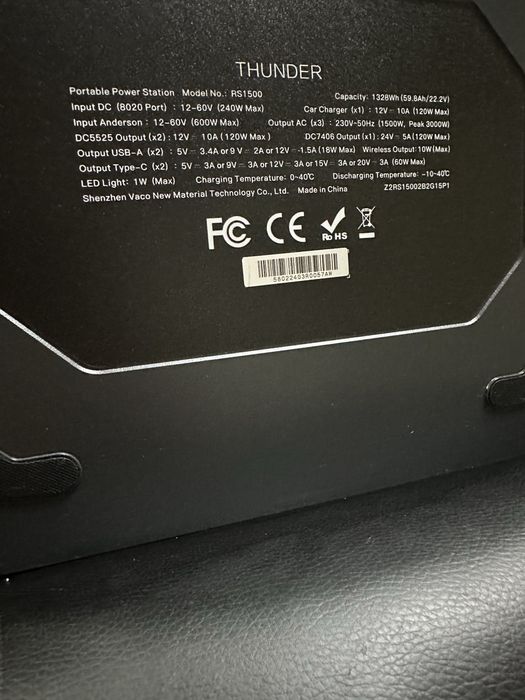 THUNDER
Portable Power Station Model No.: RS1500 Capacity: 1328Wh (59.8Ah/22.2V)
Input DC (8020 Port) : 12-60V (240W Max) Car Charger (x1) : 12V⎓10A (120W Max)
Input Anderson : 12-60V (600W Max) Output AC (x3) : 230V~50Hz (1500W, Peak 3000W)
DC5525 Output (x2) : 12V⎓10A (120W Max) DC7406 Output (x1) : 24V⎓5A (120W Max)
Output USB-A (x2) : 5V⎓3.4A or 9V⎓2A or 12V⎓1.5A (18W Max) Wireless Output: 10W (Max)
Output Type-C (x2) : 5V⎓3A or 9V⎓3A or 12V⎓3A or 15V⎓3A or 20V⎓3A (60W Max)
LED Light: 1W (Max) Charging Temperature: 0~40℃ Discharging Temperature: -10~40℃
Shenzhen Vaco New Material Technology Co., Ltd. Made in China Z2RS15002B2G15P1
FC CE RoHS
58022403R0057AH